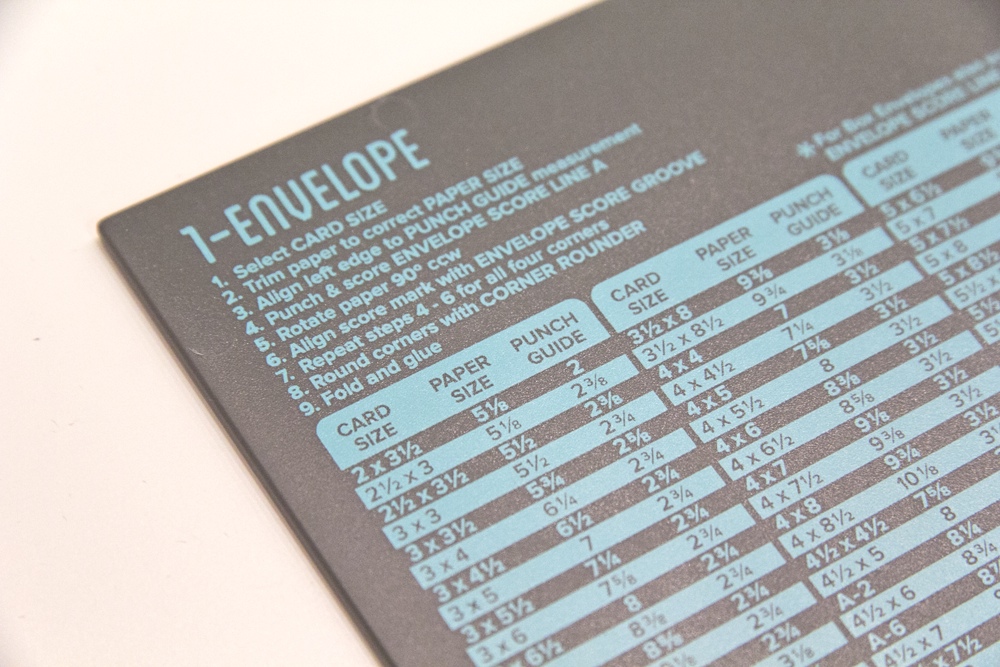 1-ENVELOPE
1. Select CARD SIZE
2. Trim paper to correct PAPER SIZE
3. Align left edge to PUNCH GUIDE measurement
4. Punch & score ENVELOPE SCORE LINE A
5. Rotate paper 90° ccw
6. Align score mark with ENVELOPE SCORE GROOVE
7. Repeat steps 4 - 6 for all four corners
8. Round corners with CORNER ROUNDER
9. Fold and glue
CARD SIZE PAPER SIZE PUNCH GUIDE
2 x 3½ 5⅛ 2
2½ x 3 5⅛ 2⅜
2½ x 3½ 5½ 2⅜
3 x 3 5½ 2¾
3 x 3½ 5¾ 2⅝
3 x 4 6¼ 2¾
3 x 4½ 6½ 2¾
3 x 5 7 2¾
3 x 5½ 7¼ 2¾
3 x 6 7⅝ 2¾
x 6½ 8 2¾
8⅜ 2¾
CARD SIZE PAPER SIZE PUNCH GUIDE
3½ x 8 9⅜ 3⅛
3½ x 8½ 9¾ 3⅛
4 x 4 7 3½
4 x 4½ 7¼ 3½
4 x 5 7⅝ 3½
4 x 5½ 8 3½
4 x 6 8⅜ 3½
4 x 6½ 8⅝ 3½
4 x 7 9⅛ 3½
4 x 7½ 9⅜ 3½
4 x 8 9¾
4 x 8½ 10⅛
4½ x 4½ 7⅝
4½ x 5 8
A-2 8¼
4½ x 6 8¾
A-6
4½ x 7
x 7½
* For Box Envelopes also
ENVELOPE SCORE LINE
CARD SIZE PAPER SIZE
5 x 6½
5 x 7
5 x 7½
5 x 8
5 x 8½